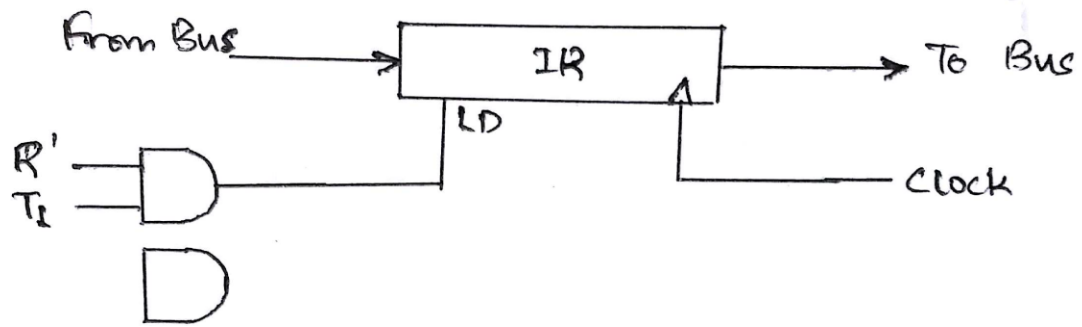 From Bus
IR
To Bus
LD
R'
T1
Clock